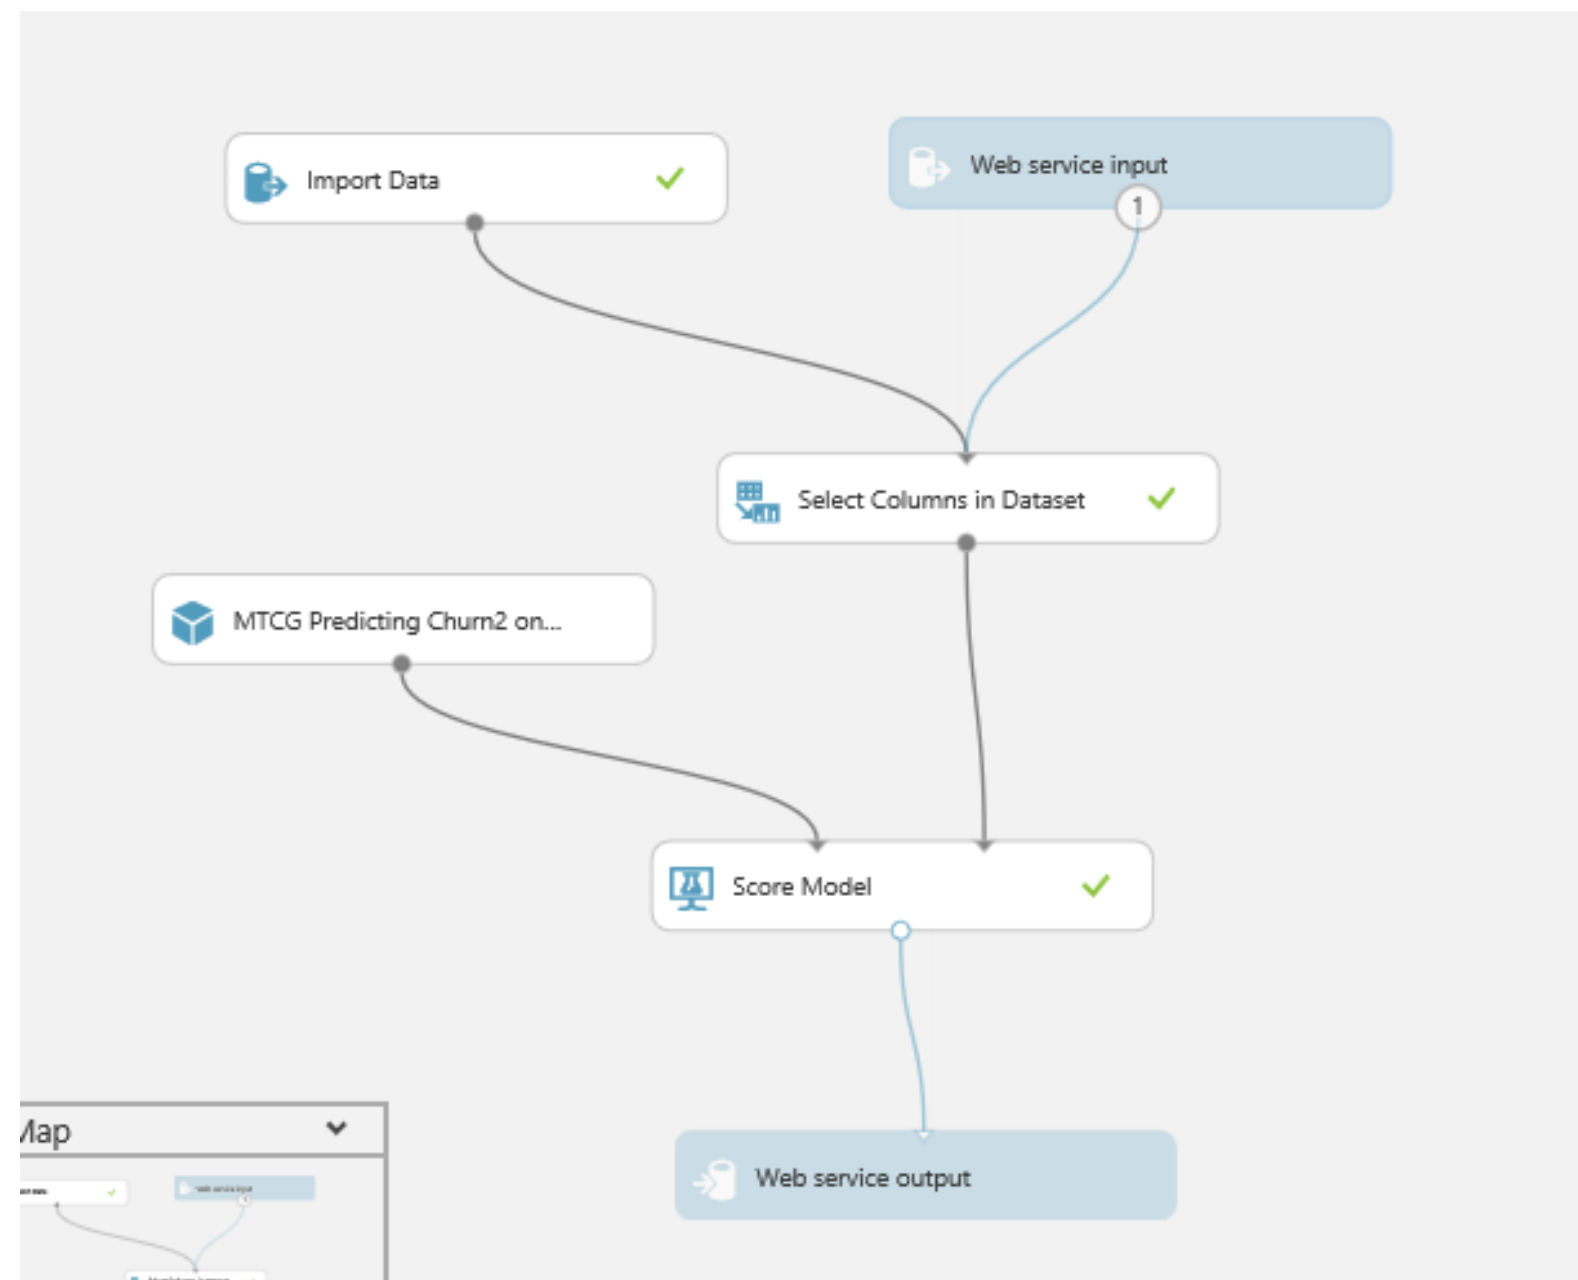 Import Data
Web service input
1
Select Columns in Dataset
MTCG Predicting Churn2 on...
Score Model
Web service output
Map